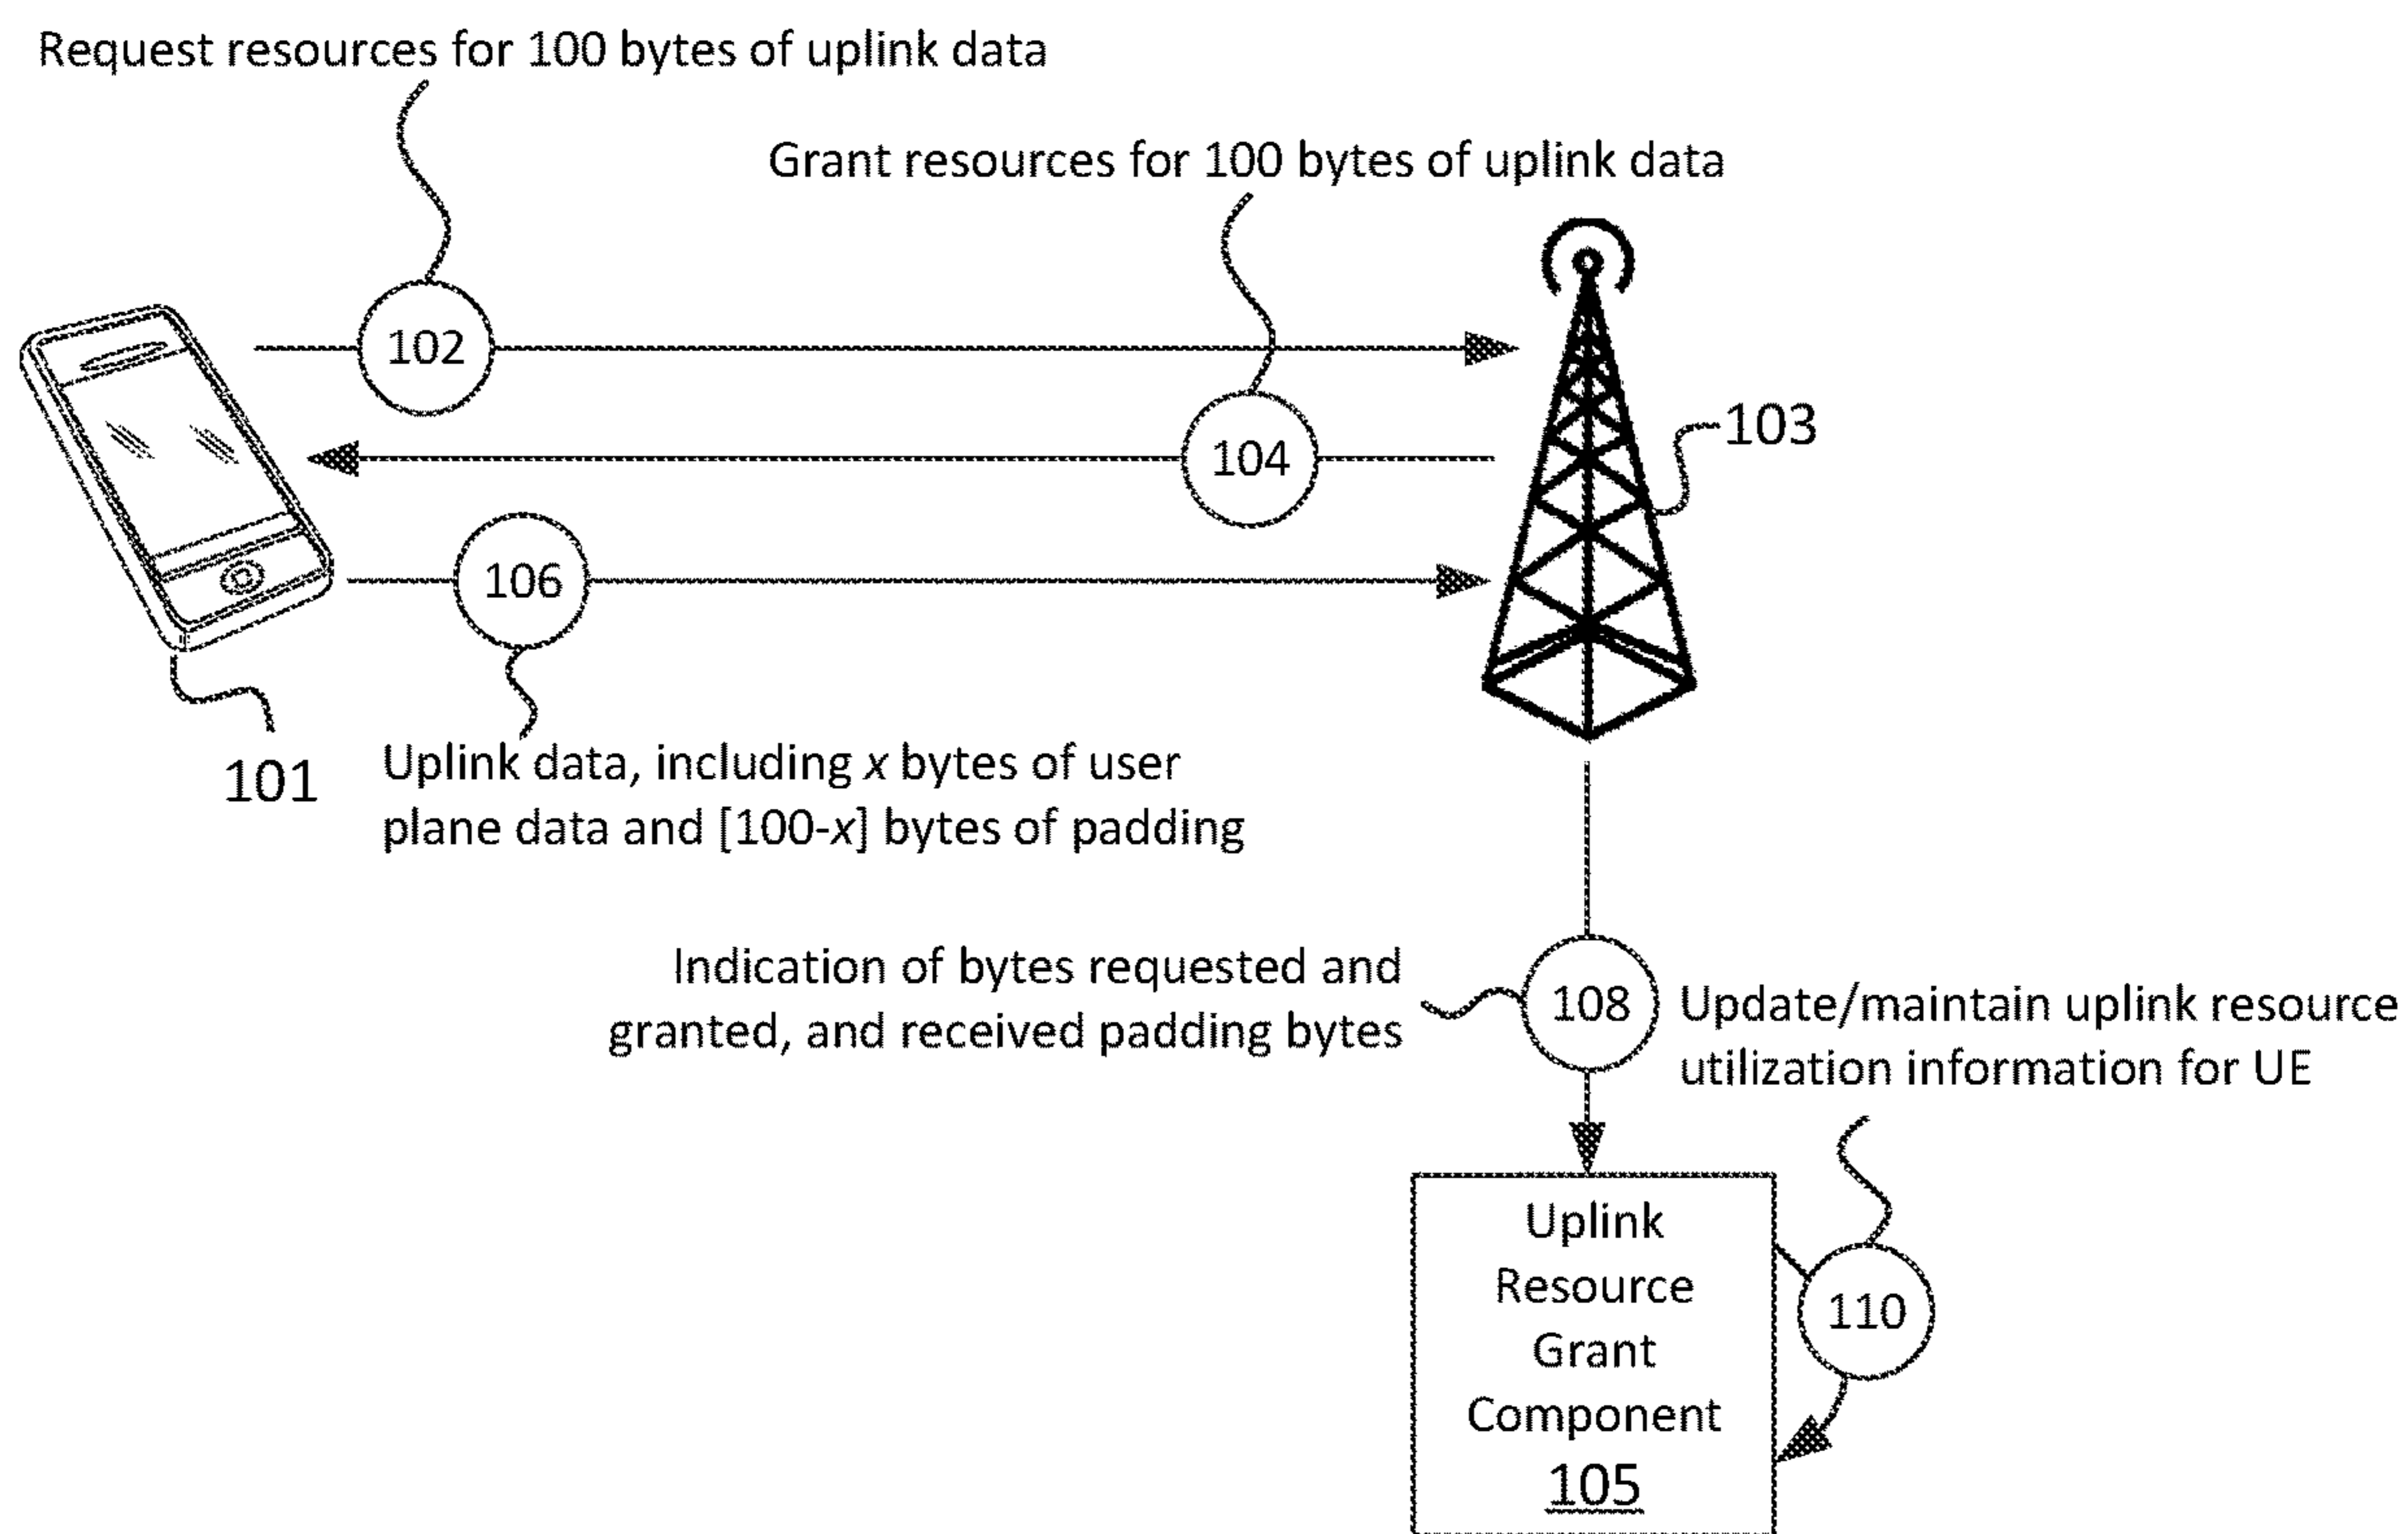 Request resources for 100 bytes of uplink data
Grant resources for 100 bytes of uplink data
102
103
104
106
101
Uplink data, including x bytes of user
plane data and [100-x] bytes of padding
Indication of bytes requested and
granted, and received padding bytes
108
Update/maintain uplink resource
utilization information for UE
Uplink
Resource
Grant
Component
105
110